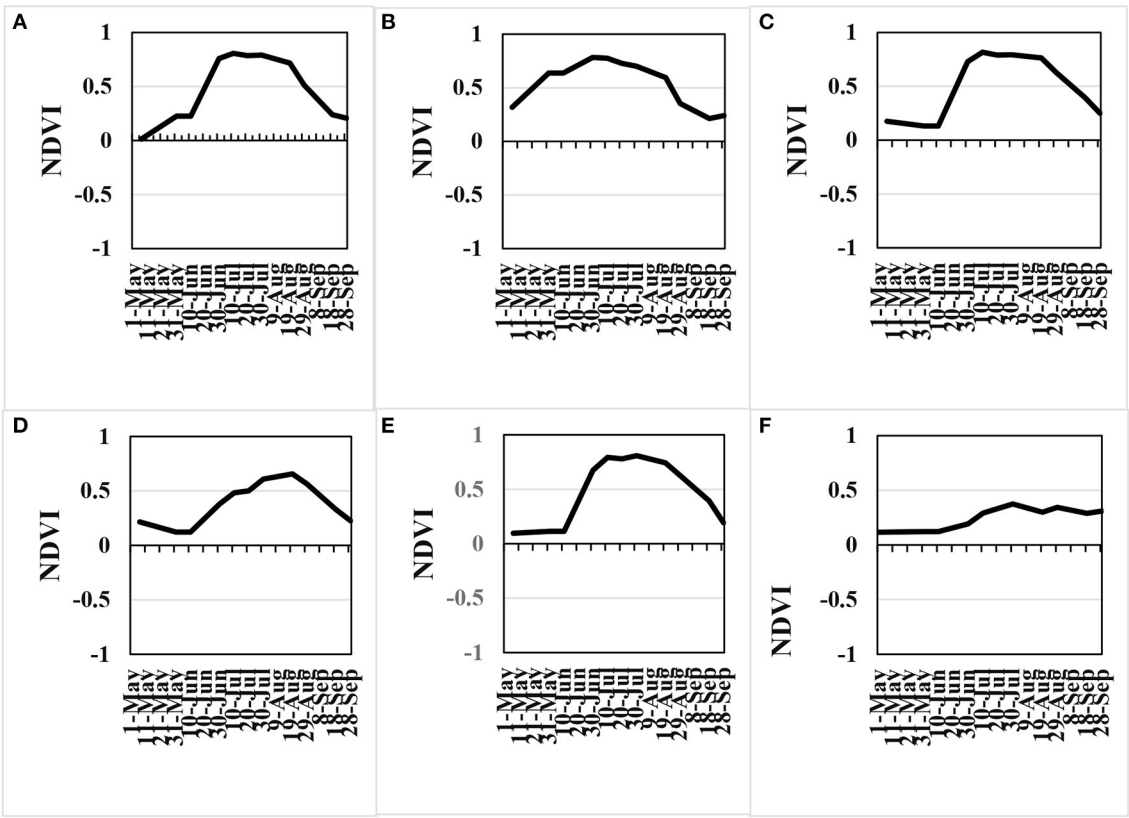 A
1
0.5
0
-0.5
-1
NDVI
1-May
11-May
21-May
31-May
10-Jun
20-Jun
30-Jun
10-Jul
20-Jul
30-Jul
9-Aug
19-Aug
29-Aug
8-Sep
18-Sep
28-Sep
B
1
0.5
0
-0.5
-1
NDVI
1-May
11-May
21-May
31-May
10-Jun
20-Jun
30-Jun
10-Jul
20-Jul
30-Jul
9-Aug
19-Aug
29-Aug
8-Sep
18-Sep
28-Sep
C
1
0.5
0
-0.5
-1
NDVI
1-May
11-May
21-May
31-May
10-Jun
20-Jun
30-Jun
10-Jul
20-Jul
30-Jul
9-Aug
19-Aug
29-Aug
8-Sep
18-Sep
28-Sep
D
1
0.5
0
-0.5
-1
NDVI
1-May
11-May
21-May
31-May
10-Jun
20-Jun
30-Jun
10-Jul
20-Jul
30-Jul
9-Aug
19-Aug
29-Aug
8-Sep
18-Sep
28-Sep
E
1
0.5
0
-0.5
-1
NDVI
1-May
11-May
21-May
31-May
10-Jun
20-Jun
30-Jun
10-Jul
20-Jul
30-Jul
9-Aug
19-Aug
29-Aug
8-Sep
18-Sep
28-Sep
F
1
0.5
0
-0.5
-1
NDVI
1-May
11-May
21-May
31-May
10-Jun
20-Jun
30-Jun
10-Jul
20-Jul
30-Jul
9-Aug
19-Aug
29-Aug
8-Sep
18-Sep
28-Sep